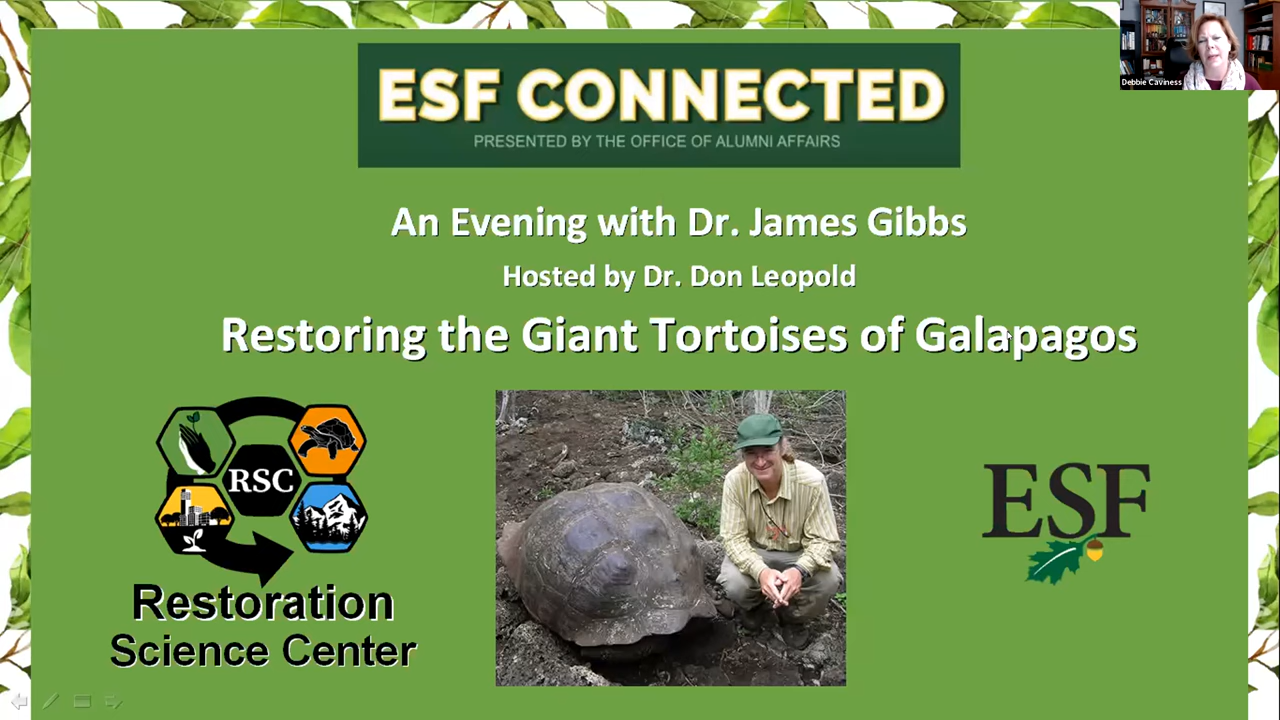 ESF CONNECTED
PRESENTED BY THE OFFICE OF ALUMNI AFFAIRS
Debbie Caviness
An Evening with Dr. James Gibbs
Hosted by Dr. Don Leopold
Restoring the Giant Tortoises of Galapagos
RSC
Restoration
Science Center
ESF